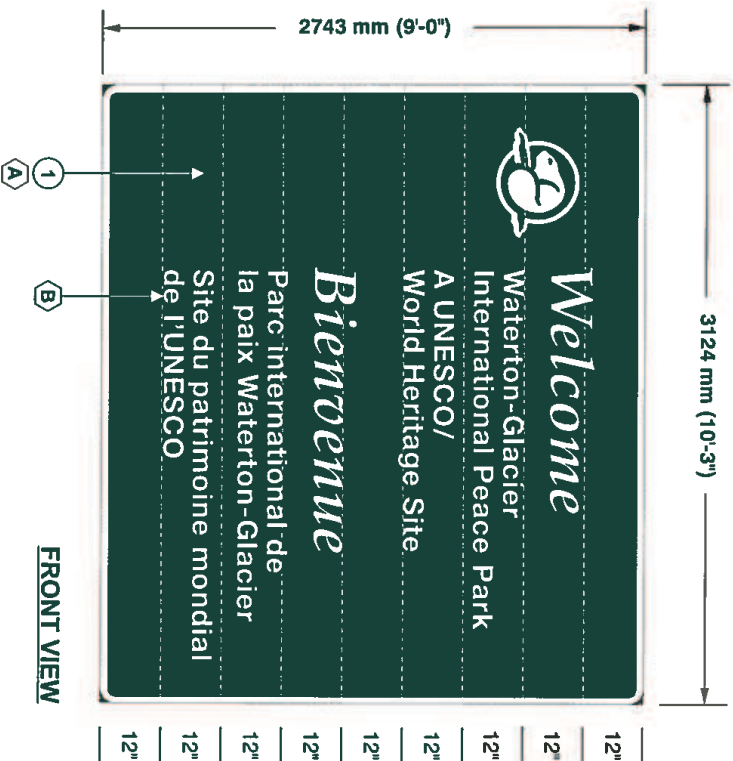 2743 mm (9'-0")
3124 mm (10'-3")
Welcome
Waterton-Glacier
International Peace Park
A UNESCO/
World Heritage Site
Bienvenue
Parc international de
la paix Waterton-Glacier
Site du patrimoine mondial
de l'UNESCO
12"
12"
12"
12"
12"
12"
12"
12"
12"
1
A
B
FRONT VIEW